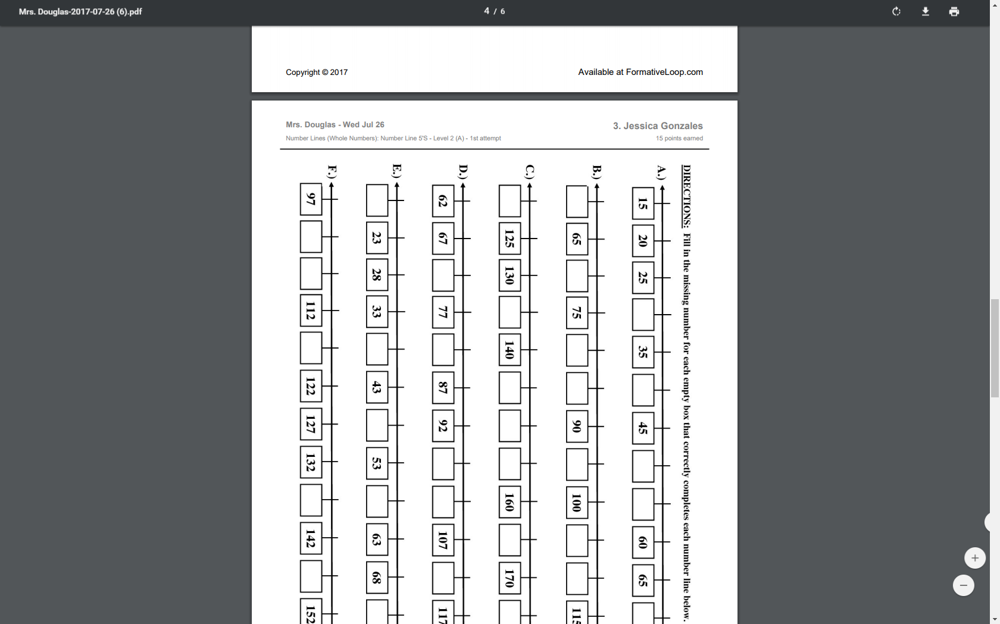 Mrs. Douglas-2017-07-26 (6).pdf
4 / 6
Copyright © 2017
Available at FormativeLoop.com
Mrs. Douglas - Wed Jul 26
3. Jessica Gonzales
Number Lines (Whole Numbers): Number Line 5'S - Level 2 (A) - 1st attempt
15 points earned
DIRECTIONS: Fill in the missing number for each empty box that correctly completes each number line below.
A.)
15 20 25 35 45 60 65
B.)
65 75 90 100 115
C.)
125 130 140 160 170
D.)
62 67 77 87 92 107 117
E.)
23 28 33 43 53 63 68
F.)
97 112 122 127 132 142 152